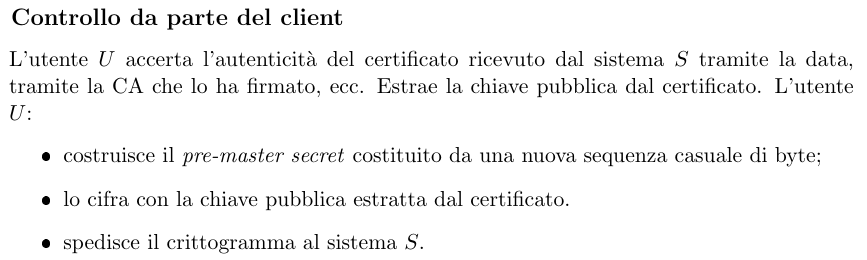 Controllo da parte del client
L'utente U accerta l'autenticità del certificato ricevuto dal sistema S tramite la data,
tramite la CA che lo ha firmato, ecc. Estrae la chiave pubblica dal certificato. L'utente
U:
• costruisce il pre-master secret costituito da una nuova sequenza casuale di byte;
• lo cifra con la chiave pubblica estratta dal certificato.
• spedisce il crittogramma al sistema S.